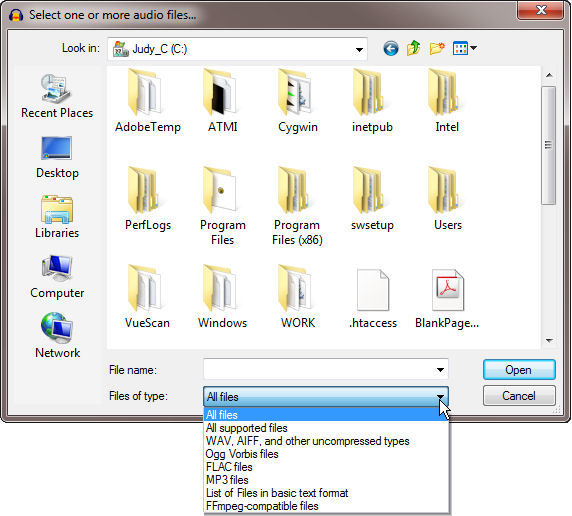 Select one or more audio files...
Look in: Judy_C (C:)
Recent Places
Desktop
Libraries
Computer
Network
AdobeTemp ATMI Cygwin inetpub Intel
PerfLogs Program Files Program Files (x86) swsetup Users
VueScan Windows WORK .htaccess BlankPage...
File name: Open
Files of type: All files Cancel
All files
All supported files
WAV, AIFF, and other uncompressed types
Ogg Vorbis files
FLAC files
MP3 files
List of Files in basic text format
FFmpeg-compatible files